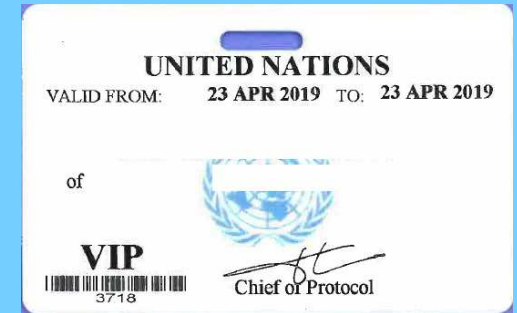 UNITED NATIONS
VALID FROM: 23 APR 2019 TO: 23 APR 2019
of
VIP
Chief of Protocol
3718